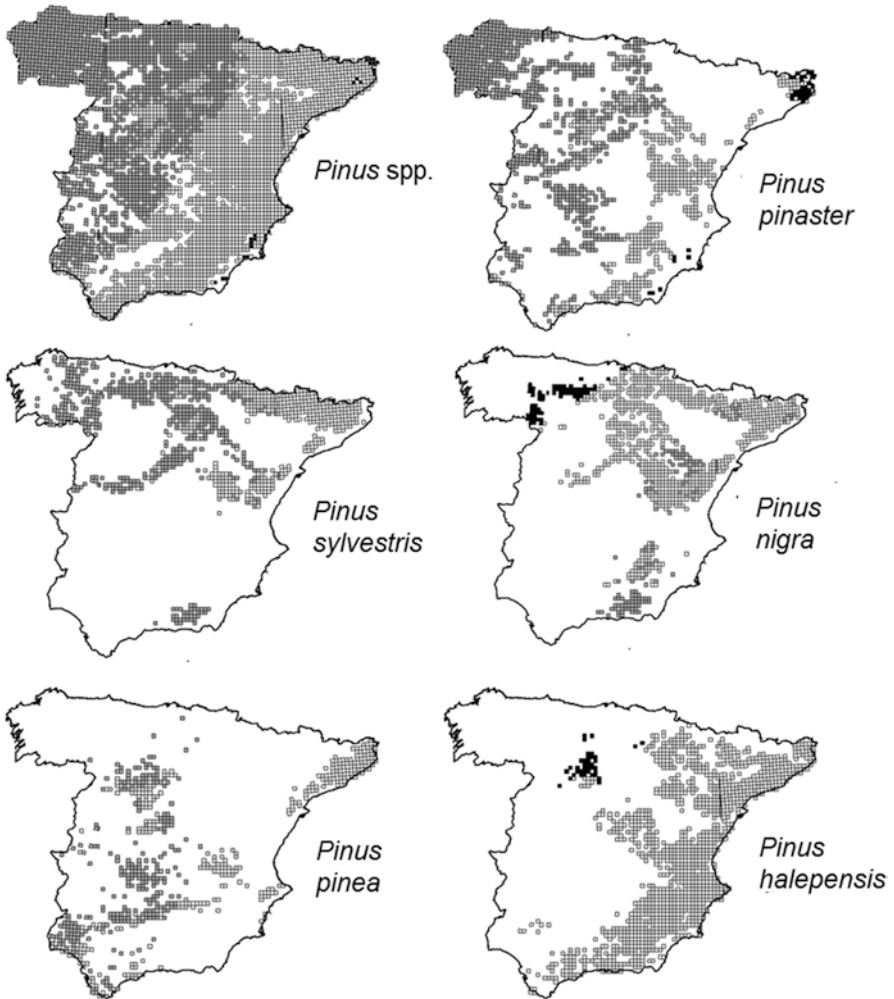 Pinus spp.
Pinus
pinaster
Pinus
sylvestris
Pinus
nigra
Pinus
pinea
Pinus
halepensis